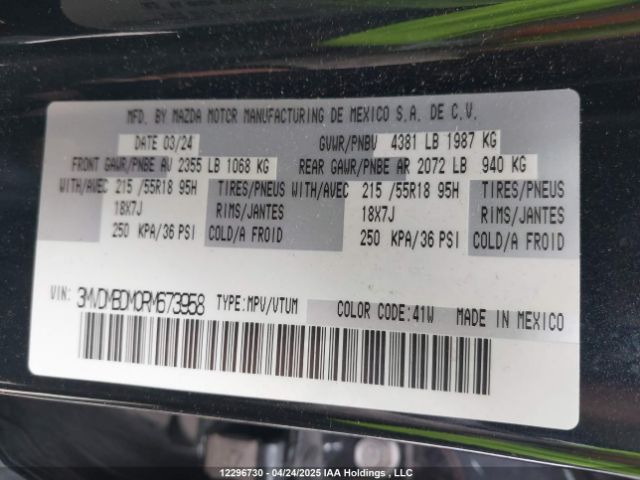 MFD. BY MAZDA MOTOR MANUFACTURING DE MEXICO S.A. DE C.V.
DATE 03/24 GVWR/PNBV 4381 LB 1987 KG
FRONT GAWR/PNBE AV 2355 LB 1068 KG REAR GAWR/PNBE AR 2072 LB 940 KG
WITH/AVEC 215 /55R18 95H TIRES/PNEUS WITH/AVEC 215 /55R18 95H TIRES/PNEUS
18X7J RIMS/JANTES 18X7J RIMS/JANTES
250 KPA/36 PSI COLD/A FROID 250 KPA/36 PSI COLD/A FROID
VIN: 3MVDMBDM0RM673958 TYPE:MPV/VTUM COLOR CODE:41W MADE IN MEXICO
12296730 - 04/24/2025 IAA Holdings , LLC